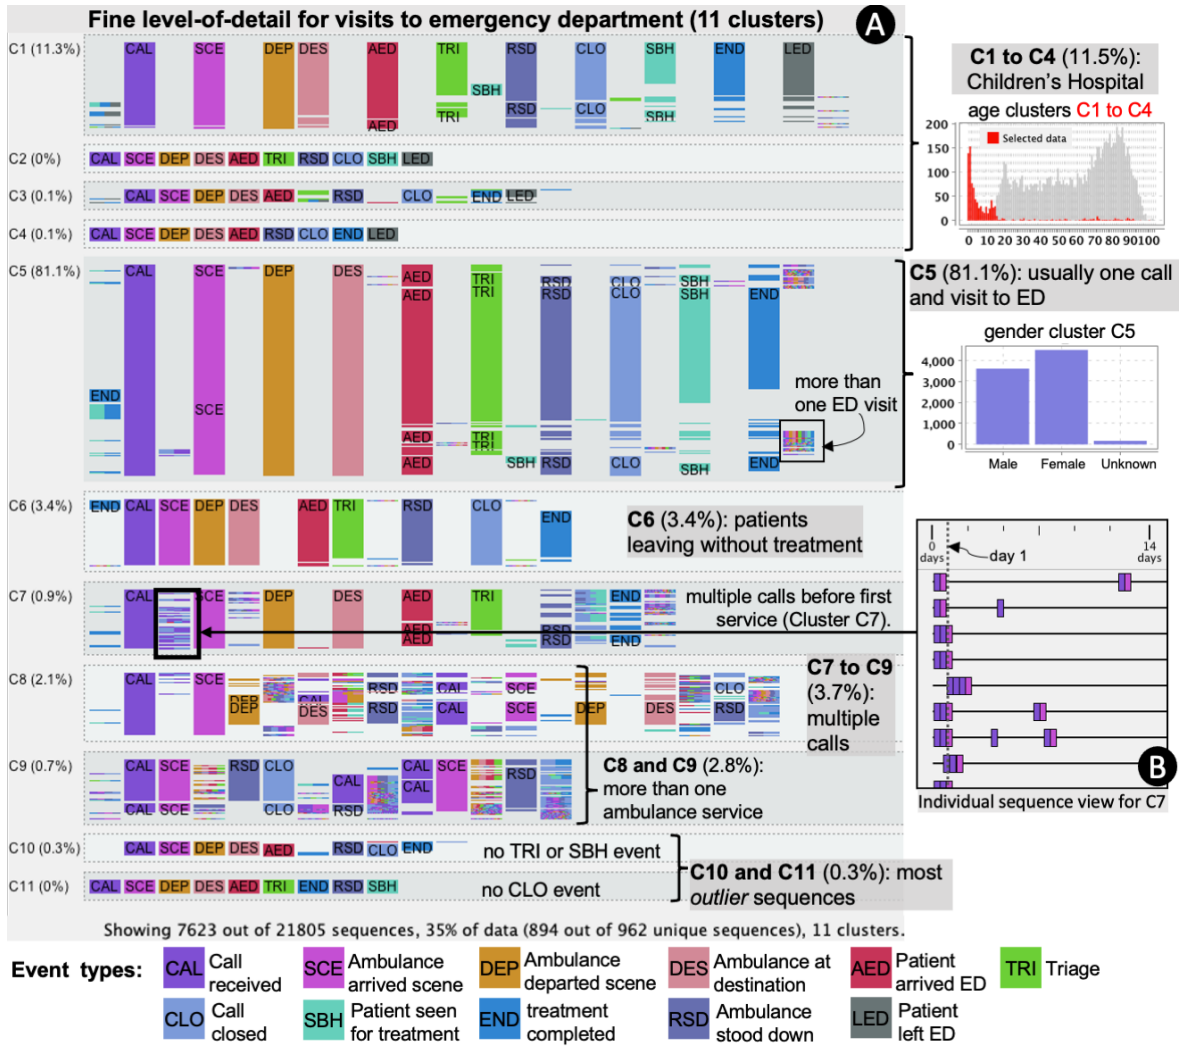 Fine level-of-detail for visits to emergency department (11 clusters)
A
C1 (11.3%)
CAL SCE DEP DES AED TRI RSD CLO SBH END LED
SBH
RSD CLO
TRI SBH
AED
C2 (0%)
CAL SCE DEP DES AED TRI RSD CLO SBH LED
C3 (0.1%)
CAL SCE DEP DES AED RSD CLO END LED
C4 (0.1%)
CAL SCE DEP DES AED RSD CLO END LED
C1 to C4 (11.5%):
Children's Hospital
age clusters C1 to C4
Selected data
200
150
100
50
0
0 10 20 30 40 50 60 70 80 90100
C5 (81.1%)
CAL SCE DEP DES AED TRI RSD CLO SBH
AED TRI RSD CLO SBH END
END
SCE
AED TRI
TRI
AED SBH RSD CLO SBH END
more than
one ED visit
C5 (81.1%): usually one call
and visit to ED
gender cluster C5
4,000
3,000
2,000
1,000
0
Male Female Unknown
C6 (3.4%)
END CAL SCE DEP DES AED TRI RSD CLO
END
C6 (3.4%): patients
leaving without treatment
C7 (0.9%)
CAL SCE DEP DES AED TRI END
AED RSD
AED RSD END
multiple calls before first
service (Cluster C7).
0
days
14
days
day 1
B
Individual sequence view for C7
C8 (2.1%)
CAL SCE RSD CAL SCE DEP DES CLO
DEP CAL
DEP DES RSD CAL SCE DEP DES RSD
C7 to C9
(3.7%):
multiple
calls
C9 (0.7%)
CAL SCE RSD CLO CAL SCE RSD
CAL CAL
CAL SCE CLO RSD
C8 and C9 (2.8%):
more than one
ambulance service
C10 (0.3%)
CAL SCE DEP DES AED RSD CLO END
no TRI or SBH event
C11 (0%)
CAL SCE DEP DES AED TRI END RSD SBH
no CLO event
C10 and C11 (0.3%): most
outlier sequences
Showing 7623 out of 21805 sequences, 35% of data (894 out of 962 unique sequences), 11 clusters.
Event types:
CAL Call received
SCE Ambulance arrived scene
DEP Ambulance departed scene
DES Ambulance at destination
AED Patient arrived ED
TRI Triage
CLO Call closed
SBH Patient seen for treatment
END treatment completed
RSD Ambulance stood down
LED Patient left ED